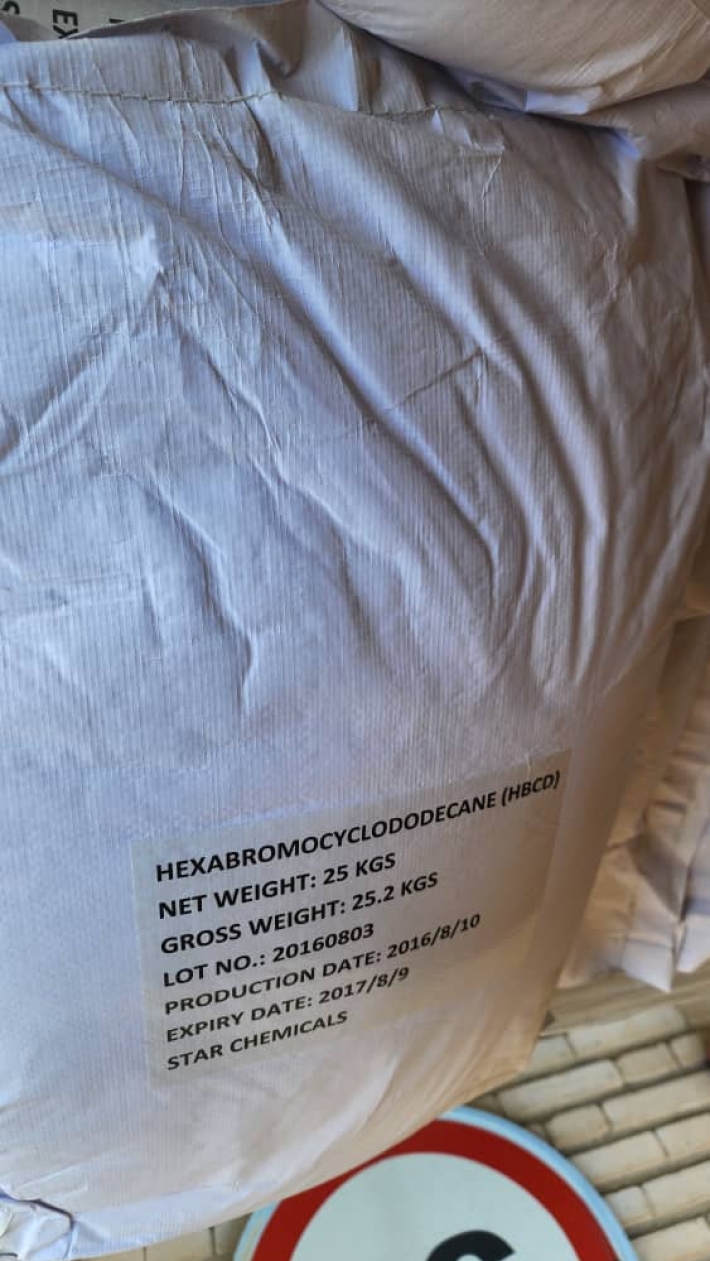 HEXABROMOCYCLODODECANE (HBCD)
NET WEIGHT: 25 KGS
GROSS WEIGHT: 25.2 KGS
LOT NO.: 20160803
PRODUCTION DATE: 2016/8/10
EXPIRY DATE: 2017/8/9
STAR CHEMICALS